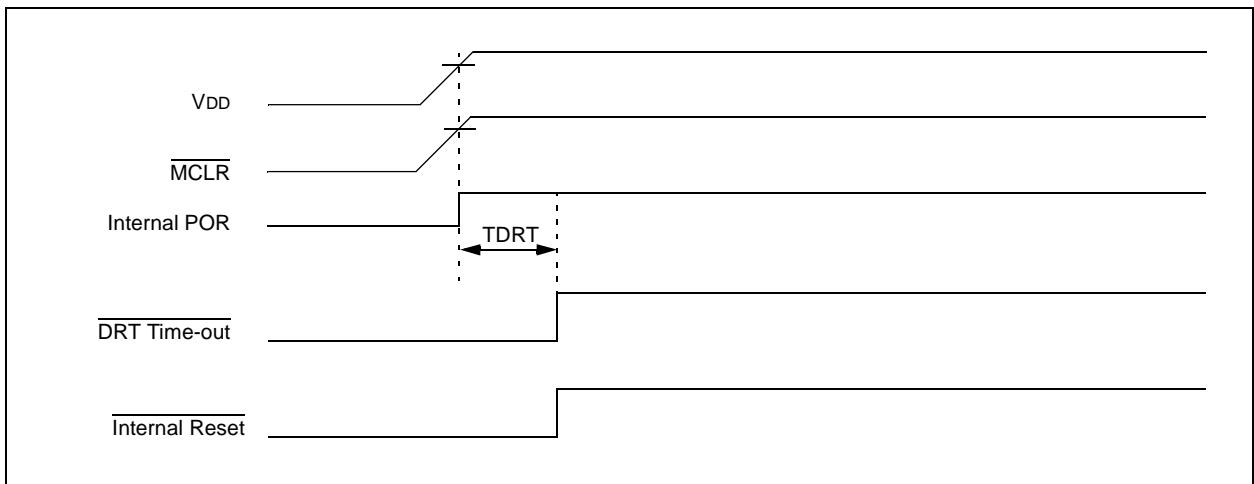 VDD
MCLR
Internal POR
TDRT
DRT Time-out
Internal Reset